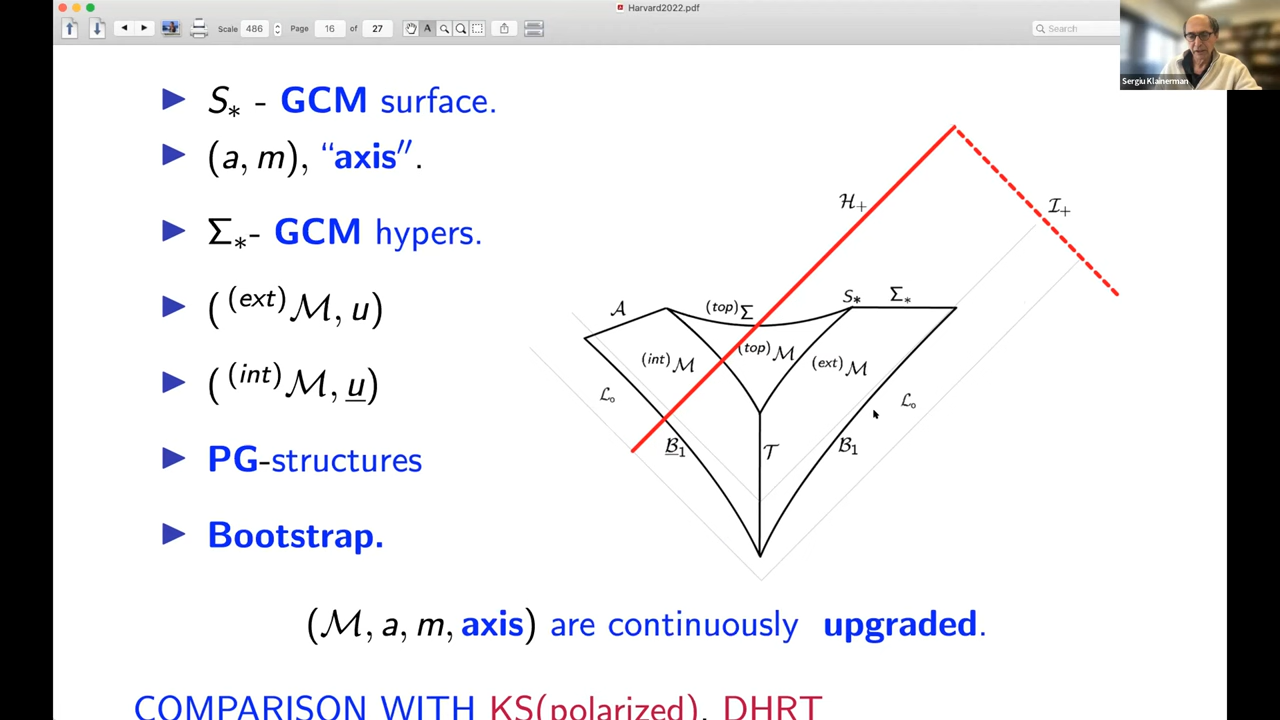 Harvard2022.pdf
Scale 486 Page 16 of 27 A Search
Sergiu Klainerman
▶ S∗ - GCM surface.
▶ (a, m), “axis”.
▶ Σ∗- GCM hypers.
▶ (⁽ᵉˣᵗ⁾ℳ, u)
▶ (⁽ⁱⁿᵗ⁾ℳ, u̲)
▶ PG-structures
▶ Bootstrap.
ℋ₊
ℐ₊
𝒜
⁽ᵗᵒᵖ⁾Σ
S∗
Σ∗
⁽ⁱⁿᵗ⁾ℳ
⁽ᵗᵒᵖ⁾ℳ
⁽ᵉˣᵗ⁾ℳ
ℒ₀
ℒ₀
ℬ̲₁
𝒯
ℬ₁
(ℳ, a, m, axis) are continuously upgraded.
COMPARISON WITH KS(polarized), DHRT